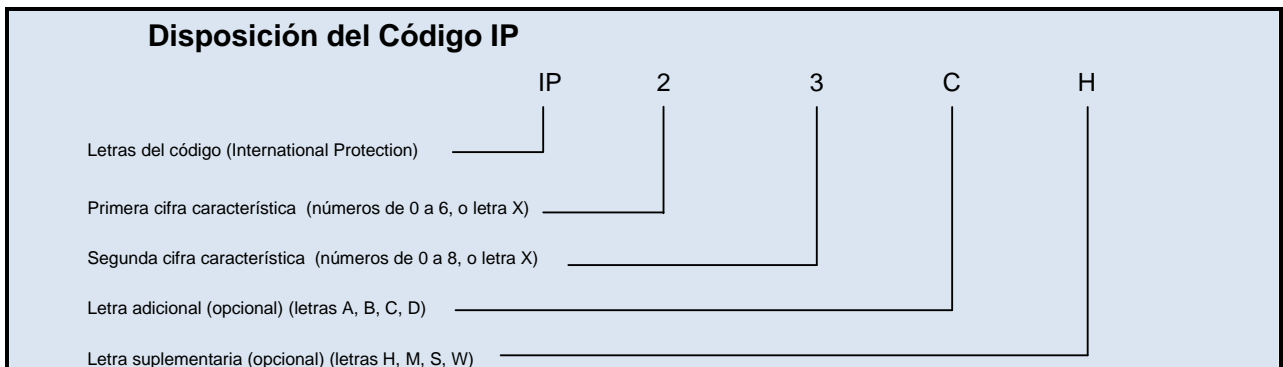 Disposición del Código IP
IP 2 3 C H
Letras del código (International Protection)
Primera cifra característica (números de 0 a 6, o letra X)
Segunda cifra característica (números de 0 a 8, o letra X)
Letra adicional (opcional) (letras A, B, C, D)
Letra suplementaria (opcional) (letras H, M, S, W)